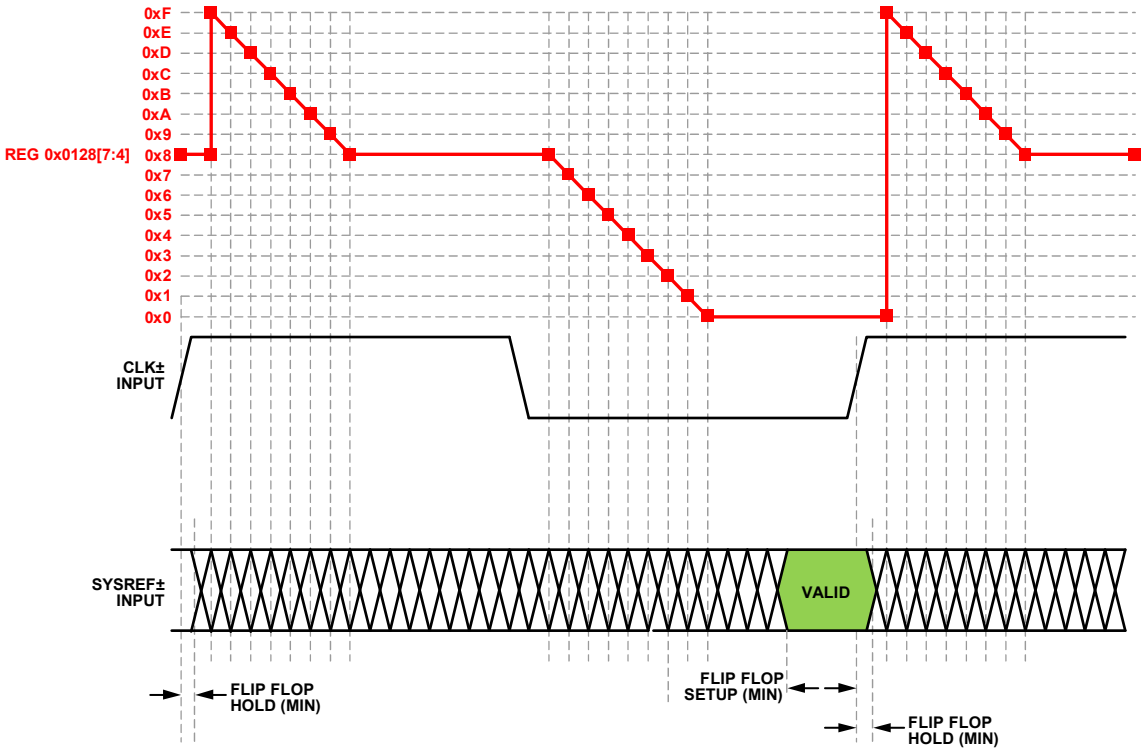 0xF
0xE
0xD
0xC
0xB
0xA
0x9
REG 0x0128[7:4] 0x8
0x7
0x6
0x5
0x4
0x3
0x2
0x1
0x0
CLK±
INPUT
SYSREF±
INPUT
VALID
FLIP FLOP
HOLD (MIN)
FLIP FLOP
SETUP (MIN)
FLIP FLOP
HOLD (MIN)